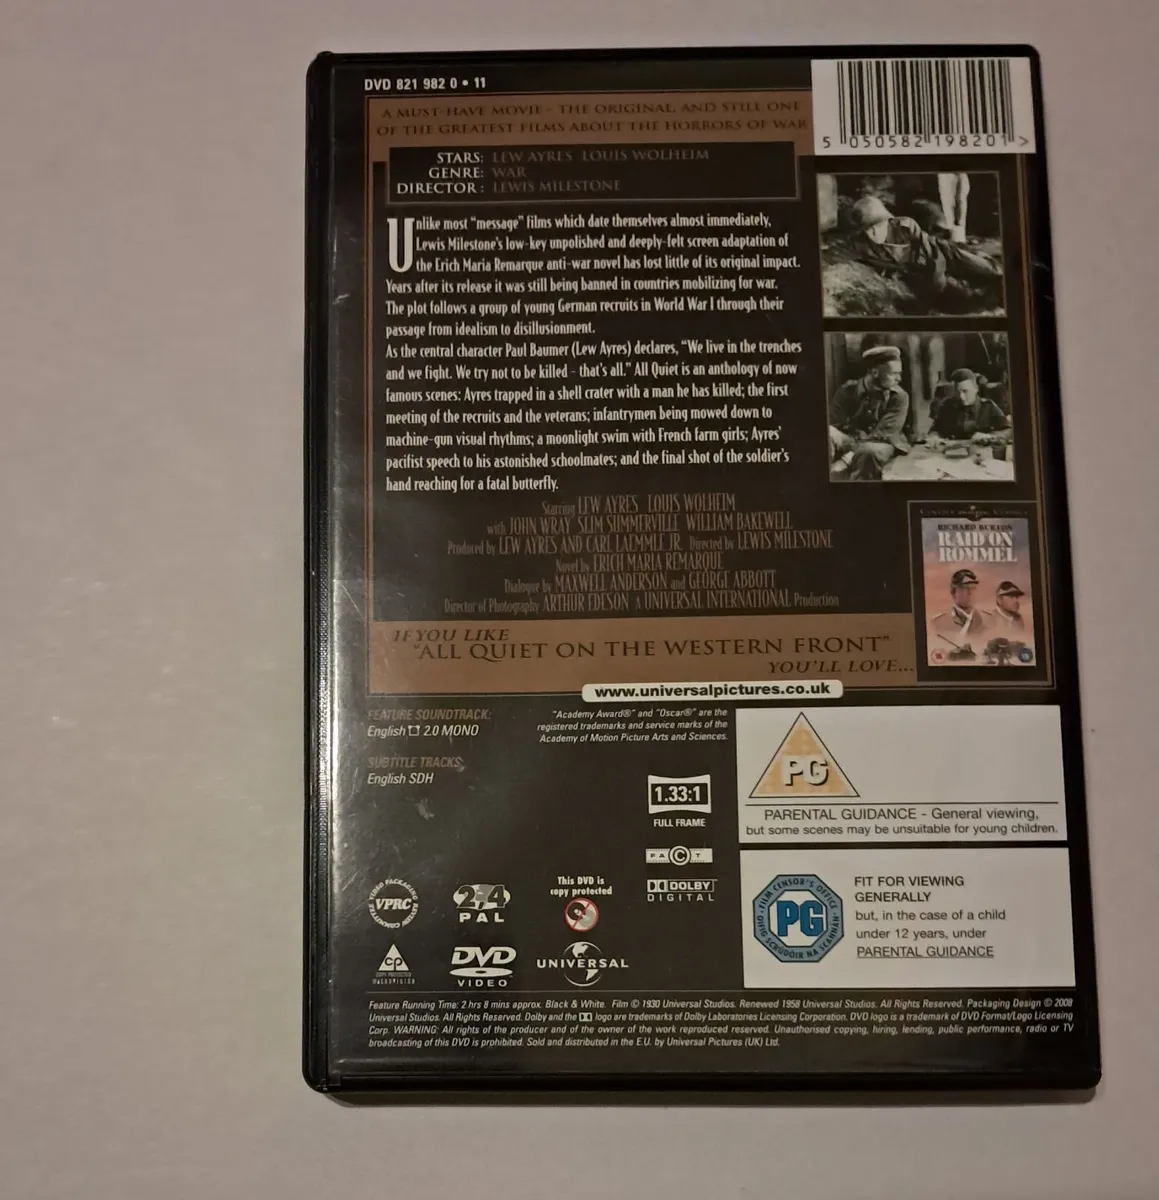 DVD 821 982 0 • 11
A MUST-HAVE MOVIE - THE ORIGINAL, AND STILL ONE
OF THE GREATEST FILMS ABOUT THE HORRORS OF WAR
5 050582 198201 >
STARS: LEW AYRES LOUIS WOLHEIM
GENRE: WAR
DIRECTOR: LEWIS MILESTONE
Unlike most "message" films which date themselves almost immediately,
Lewis Milestone's low-key unpolished and deeply-felt screen adaptation of
the Erich Maria Remarque anti-war novel has lost little of its original impact.
Years after its release it was still being banned in countries mobilizing for war.
The plot follows a group of young German recruits in World War I through their
passage from idealism to disillusionment.
As the central character Paul Baumer (Lew Ayres) declares, "We live in the trenches
and we fight. We try not to be killed - that's all." All Quiet is an anthology of now
famous scenes: Ayres trapped in a shell crater with a man he has killed; the first
meeting of the recruits and the veterans; infantrymen being mowed down to
machine-gun visual rhythms; a moonlight swim with French farm girls; Ayres'
pacifist speech to his astonished schoolmates; and the final shot of the soldier's
hand reaching for a fatal butterfly.
Starring LEW AYRES LOUIS WOLHEIM
with JOHN WRAY SLIM SUMMERVILLE WILLIAM BAKEWELL
Produced by LEW AYRES AND CARL LAEMMLE JR. Directed by LEWIS MILESTONE
Novel by ERICH MARIA REMARQUE
Dialogue by MAXWELL ANDERSON and GEORGE ABBOTT
Director of Photography ARTHUR EDESON A UNIVERSAL INTERNATIONAL Production
RICHARD BURTON
RAID ON
ROMMEL
IF YOU LIKE
"ALL QUIET ON THE WESTERN FRONT"
YOU'LL LOVE...
www.universalpictures.co.uk
FEATURE SOUNDTRACK:
English 2.0 MONO
SUBTITLE TRACKS:
English SDH
"Academy Award®" and "Oscar®" are the
registered trademarks and service marks of the
Academy of Motion Picture Arts and Sciences.
1.33:1
FULL FRAME
PACT
DOLBY
DIGITAL
PG
PARENTAL GUIDANCE - General viewing,
but some scenes may be unsuitable for young children.
FILM CENSOR'S OFFICE
PG
OIFIG SCRÚDÓIR NA SCANNÁN
FIT FOR VIEWING
GENERALLY
but, in the case of a child
under 12 years, under
PARENTAL GUIDANCE
VIDEO PACKAGING REVIEW COMMITTEE
VPRC
2-4
PAL
This DVD is
copy protected
CP
COPY PROTECTED
MACROVISION
DVD
VIDEO
UNIVERSAL
Feature Running Time: 2 hrs 8 mins approx. Black & White. Film © 1930 Universal Studios. Renewed 1958 Universal Studios. All Rights Reserved. Packaging Design © 2008
Universal Studios. All Rights Reserved. Dolby and the logo are trademarks of Dolby Laboratories Licensing Corporation. DVD logo is a trademark of DVD Format/Logo Licensing
Corp. WARNING: All rights of the producer and of the owner of the work reproduced reserved. Unauthorised copying, hiring, lending, public performance, radio or TV
broadcasting of this DVD is prohibited. Sold and distributed in the E.U. by Universal Pictures (UK) Ltd.